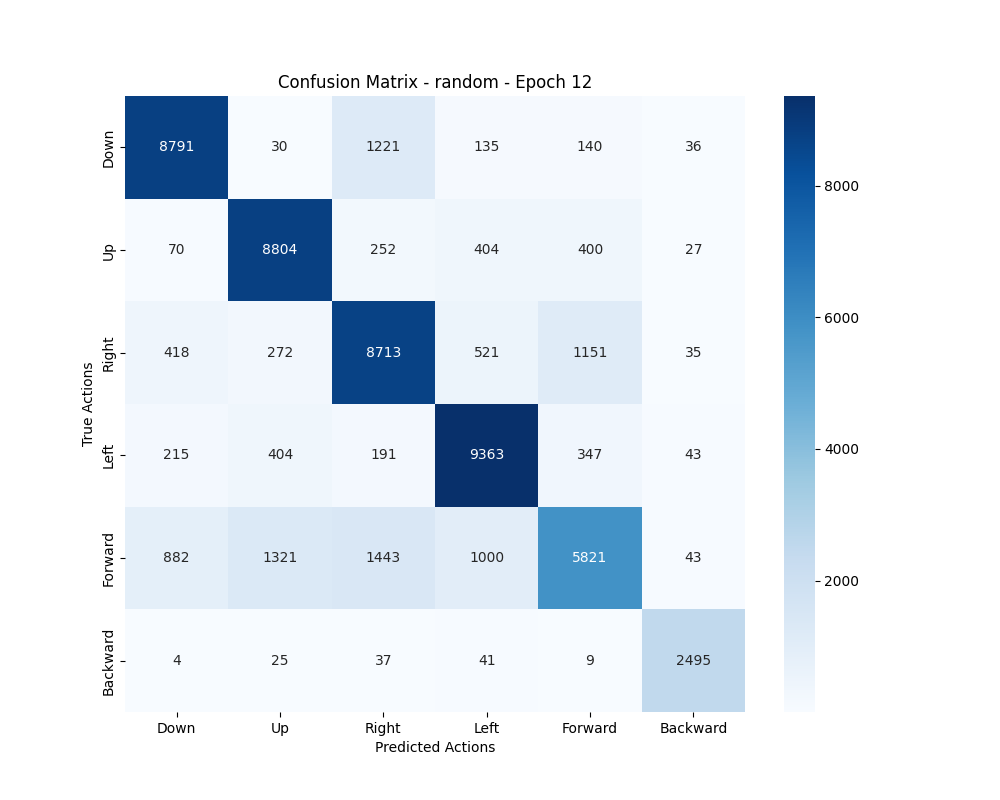 Confusion Matrix - random - Epoch 12
True Actions
Down 8791 30 1221 135 140 36
Up 70 8804 252 404 400 27
Right 418 272 8713 521 1151 35
Left 215 404 191 9363 347 43
Forward 882 1321 1443 1000 5821 43
Backward 4 25 37 41 9 2495
Down Up Right Left Forward Backward
Predicted Actions
8000
6000
4000
2000